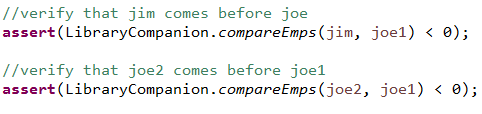 //verify that jim comes before joe
assert(LibraryCompanion.compareEmps(jim, joe1) < 0);
//verify that joe2 comes before joe1
assert(LibraryCompanion.compareEmps(joe2, joe1) < 0);